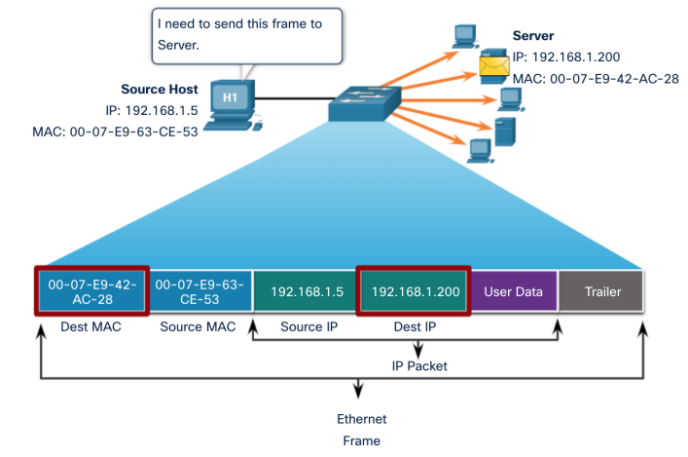 I need to send this frame to
Server.
Server
IP: 192.168.1.200
MAC: 00-07-E9-42-AC-28
Source Host
IP: 192.168.1.5
MAC: 00-07-E9-63-CE-53
H1
00-07-E9-42-
AC-28
00-07-E9-63-
CE-53
192.168.1.5
192.168.1.200
User Data
Trailer
Dest MAC
Source MAC
Source IP
Dest IP
IP Packet
Ethernet
Frame